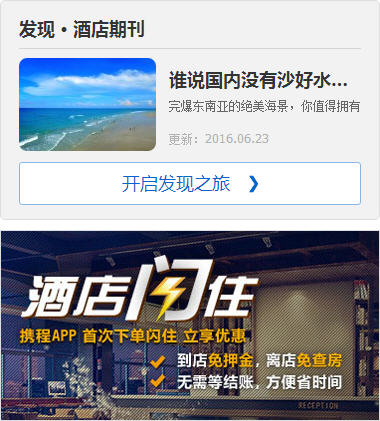 发现 • 酒店期刊
谁说国内没有沙好水...
完爆东南亚的绝美海景，你值得拥有
更新：2016.06.23
开启发现之旅 ❯
酒店闪住
携程APP 首次下单闪住 立享优惠
到店免押金，离店免查房
无需等结账，方便省时间
RECEPTION